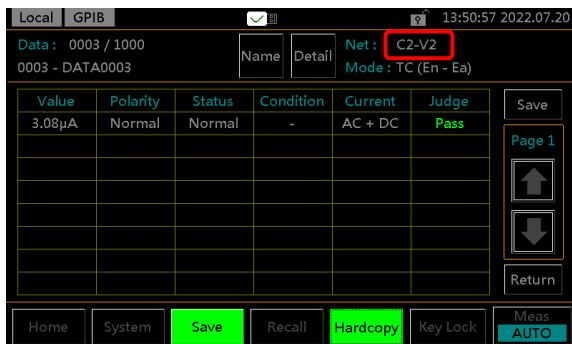 Local GPIB 13:50:57 2022.07.20
Data : 0003 / 1000 Name Detail Net : C2-V2
0003 - DATA0003 Mode : TC (En - Ea)
Value Polarity Status Condition Current Judge Save
3.08µA Normal Normal - AC + DC Pass
Page 1
Return
Home System Save Recall Hardcopy Key Lock Meas
AUTO